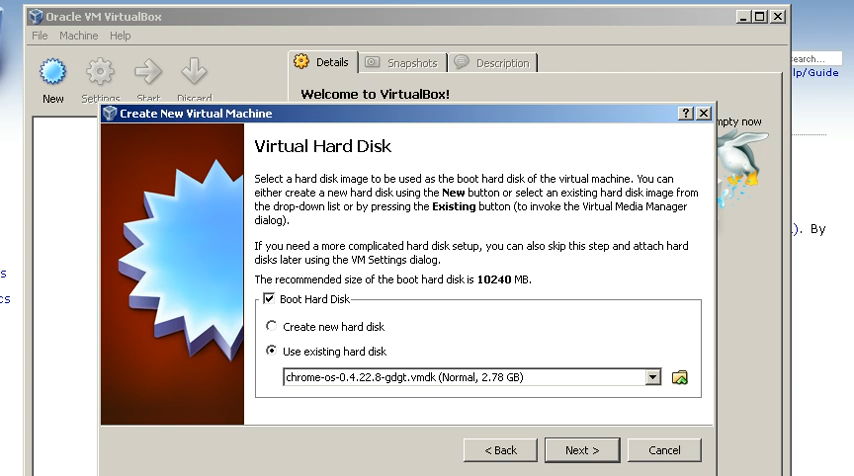 Oracle VM VirtualBox
File Machine Help
New Settings Start Discard
Details Snapshots Description
Welcome to VirtualBox!
earch...
lp/Guide
mpty now
). By
s
cs
Create New Virtual Machine
Virtual Hard Disk
Select a hard disk image to be used as the boot hard disk of the virtual machine. You can
either create a new hard disk using the New button or select an existing hard disk image from
the drop-down list or by pressing the Existing button (to invoke the Virtual Media Manager
dialog).
If you need a more complicated hard disk setup, you can also skip this step and attach hard
disks later using the VM Settings dialog.
The recommended size of the boot hard disk is 10240 MB.
Boot Hard Disk
Create new hard disk
Use existing hard disk
chrome-os-0.4.22.8-gdgt.vmdk (Normal, 2.78 GB)
< Back Next > Cancel